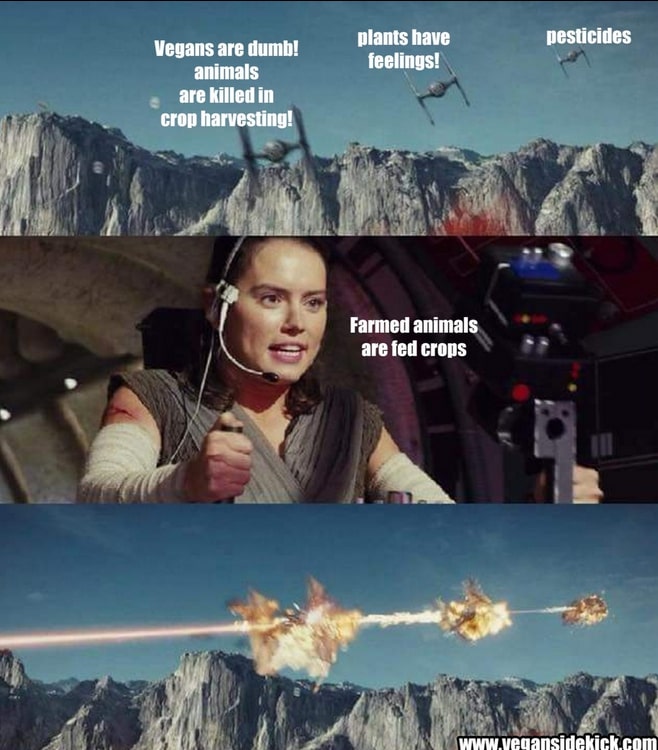 Vegans are dumb!
animals
are killed in
crop harvesting!
plants have
feelings!
pesticides
Farmed animals
are fed crops
www.vegansidekick.com